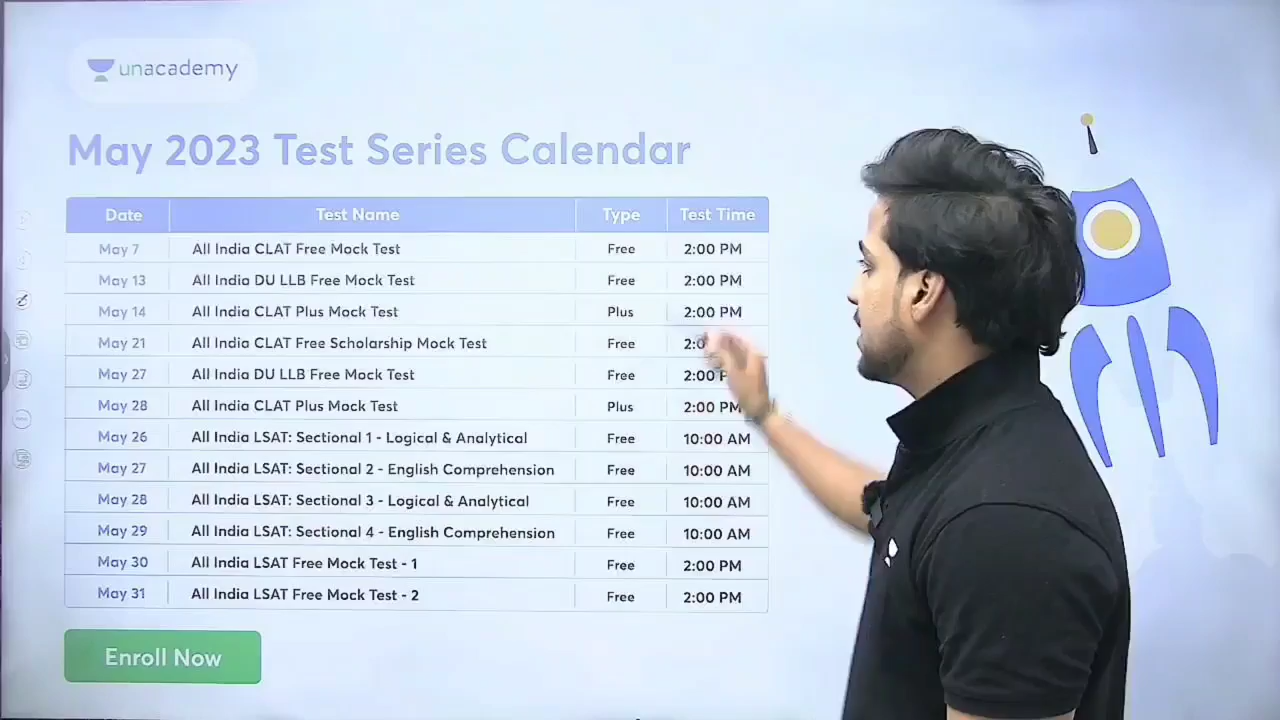 unacademy
May 2023 Test Series Calendar
Date Test Name Type Test Time
May 7 All India CLAT Free Mock Test Free 2:00 PM
May 13 All India DU LLB Free Mock Test Free 2:00 PM
May 14 All India CLAT Plus Mock Test Plus 2:00 PM
May 21 All India CLAT Free Scholarship Mock Test Free
May 27 All India DU LLB Free Mock Test Free 2:00
May 28 All India CLAT Plus Mock Test Plus 2:00 PM
May 26 All India LSAT: Sectional 1 - Logical & Analytical Free 10:00 AM
May 27 All India LSAT: Sectional 2 - English Comprehension Free 10:00 AM
May 28 All India LSAT: Sectional 3 - Logical & Analytical Free 10:00 AM
May 29 All India LSAT: Sectional 4 - English Comprehension Free 10:00 AM
May 30 All India LSAT Free Mock Test - 1 Free 2:00 PM
May 31 All India LSAT Free Mock Test - 2 Free 2:00 PM
Enroll Now